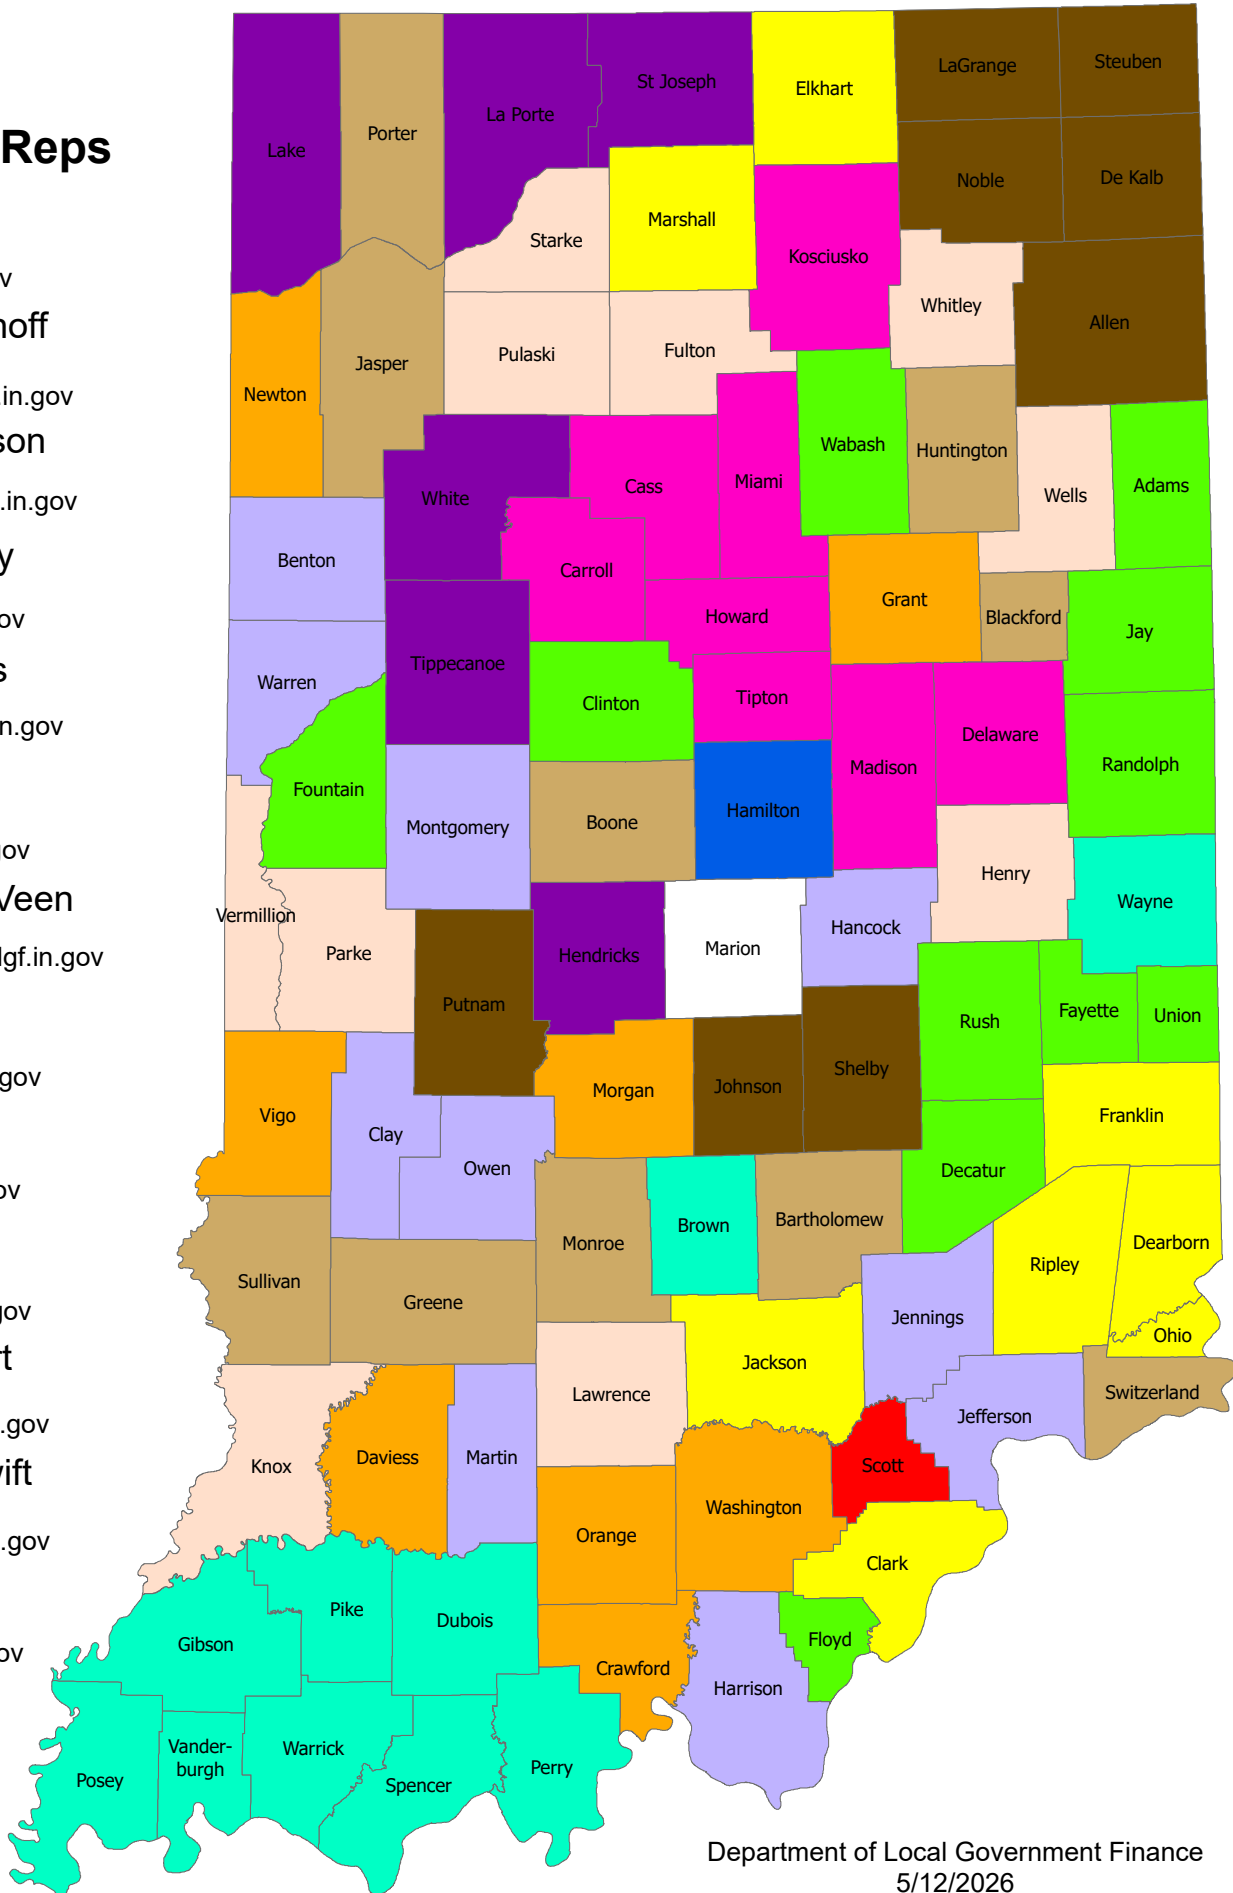 Reps
v
noff
.in.gov
son
.in.gov
y
ov
s
n.gov
gov
Veen
lgf.in.gov
gov
ov
gov
rt
.gov
vift
.gov
ov
Lake
Porter
La Porte
St Joseph
Elkhart
LaGrange
Steuben
Noble
De Kalb
Starke
Marshall
Kosciusko
Whitley
Allen
Newton
Jasper
Pulaski
Fulton
White
Cass
Miami
Wabash
Huntington
Wells
Adams
Benton
Carroll
Howard
Grant
Blackford
Jay
Warren
Tippecanoe
Clinton
Tipton
Madison
Delaware
Randolph
Fountain
Montgomery
Boone
Hamilton
Henry
Wayne
Vermillion
Parke
Putnam
Hendricks
Marion
Hancock
Rush
Fayette
Union
Vigo
Clay
Owen
Morgan
Johnson
Shelby
Decatur
Franklin
Sullivan
Greene
Monroe
Brown
Bartholomew
Jennings
Ripley
Dearborn
Ohio
Knox
Daviess
Martin
Lawrence
Jackson
Scott
Jefferson
Switzerland
Orange
Washington
Clark
Gibson
Pike
Dubois
Crawford
Harrison
Floyd
Posey
Vander-
burgh
Warrick
Spencer
Perry
Department of Local Government Finance
5/12/2026